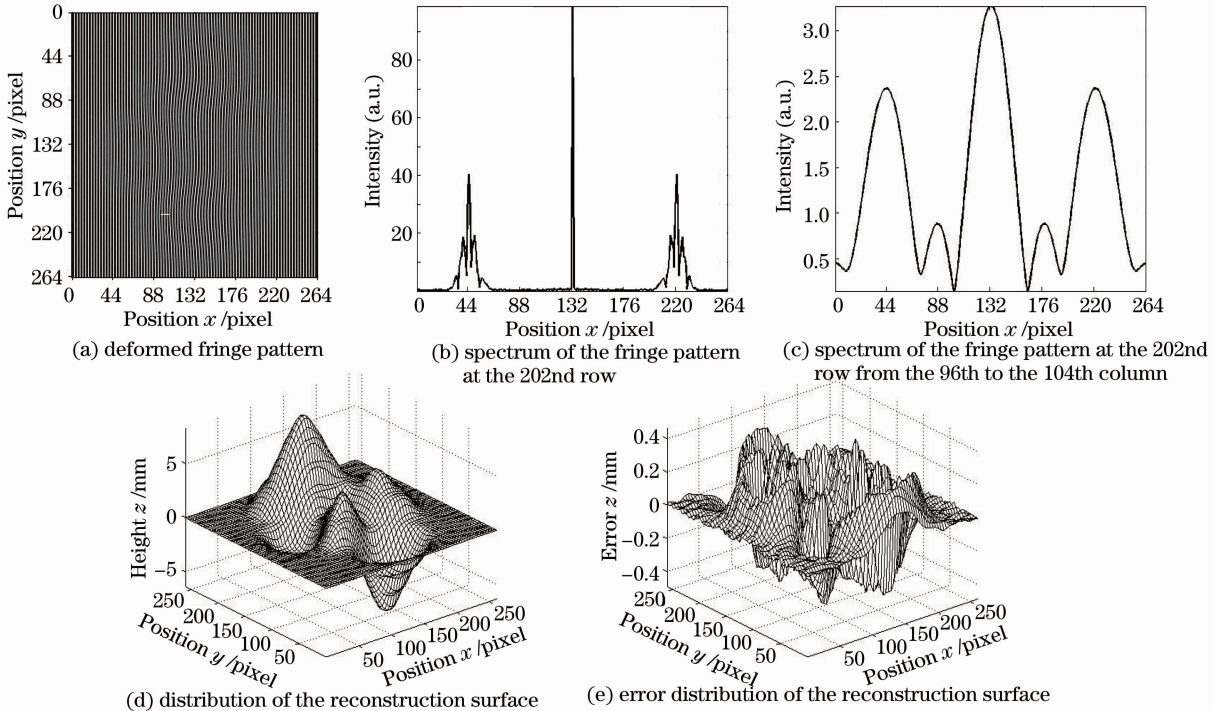 0
44
88
132
176
220
264
Position y /pixel
0 44 88 132 176 220 264
Position x /pixel
(a) deformed fringe pattern
80
60
40
20
Intensity (a.u.)
0 44 88 132 176 220 264
Position x /pixel
(b) spectrum of the fringe pattern
at the 202nd row
3.0
2.5
2.0
1.5
1.0
0.5
Intensity (a.u.)
0 44 88 132 176 220 264
Position x /pixel
(c) spectrum of the fringe pattern at the 202nd
row from the 96th to the 104th column
5
0
−5
Height z /mm
250
200
150
100
50
Position y /pixel
50
100
150
200
250
Position x /pixel
(d) distribution of the reconstruction surface
0.4
0.2
0
−0.2
−0.4
Error z /mm
250
200
150
100
50
Position y /pixel
50
100
150
200
250
Position x /pixel
(e) error distribution of the reconstruction surface